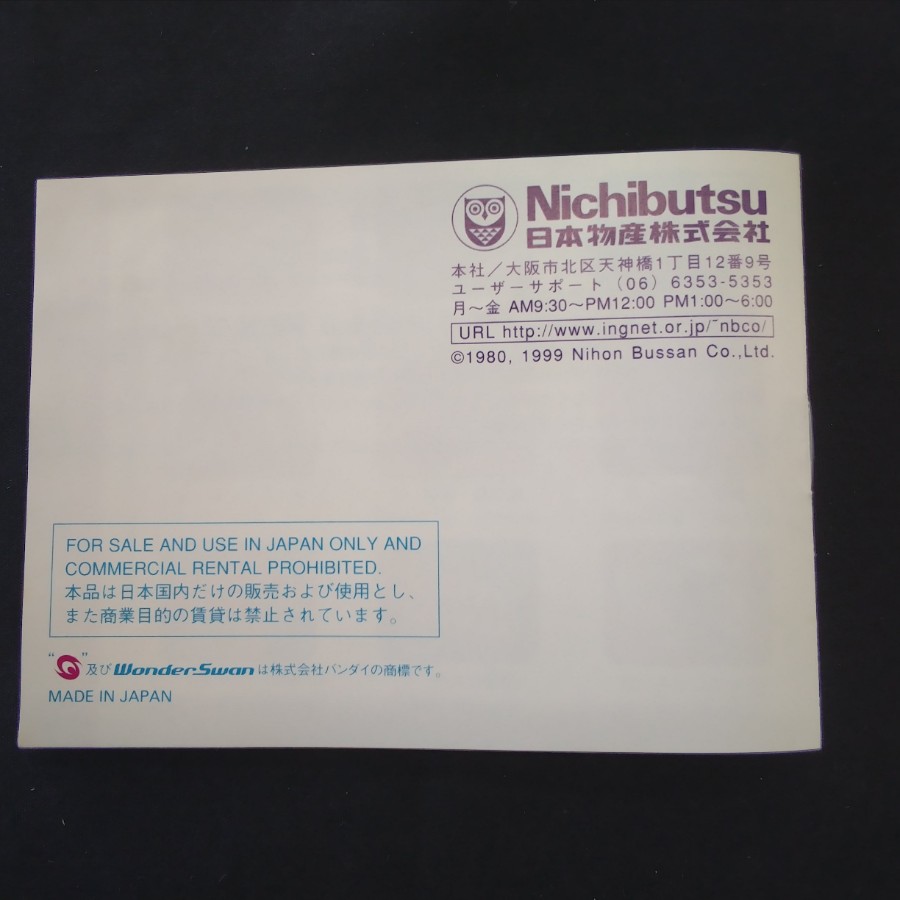 Nichibutsu
日本物産株式会社
本社／大阪市北区天神橋1丁目12番9号
ユーザーサポート（06）6353-5353
月～金 AM9:30～PM12:00 PM1:00～6:00
URL http://www.ingnet.or.jp/~nbco/
©1980, 1999 Nihon Bussan Co.,Ltd.
FOR SALE AND USE IN JAPAN ONLY AND
COMMERCIAL RENTAL PROHIBITED.
本品は日本国内だけの販売および使用とし、
また商業目的の賃貸は禁止されています。
“ ” 及び WonderSwan は株式会社バンダイの商標です。
MADE IN JAPAN